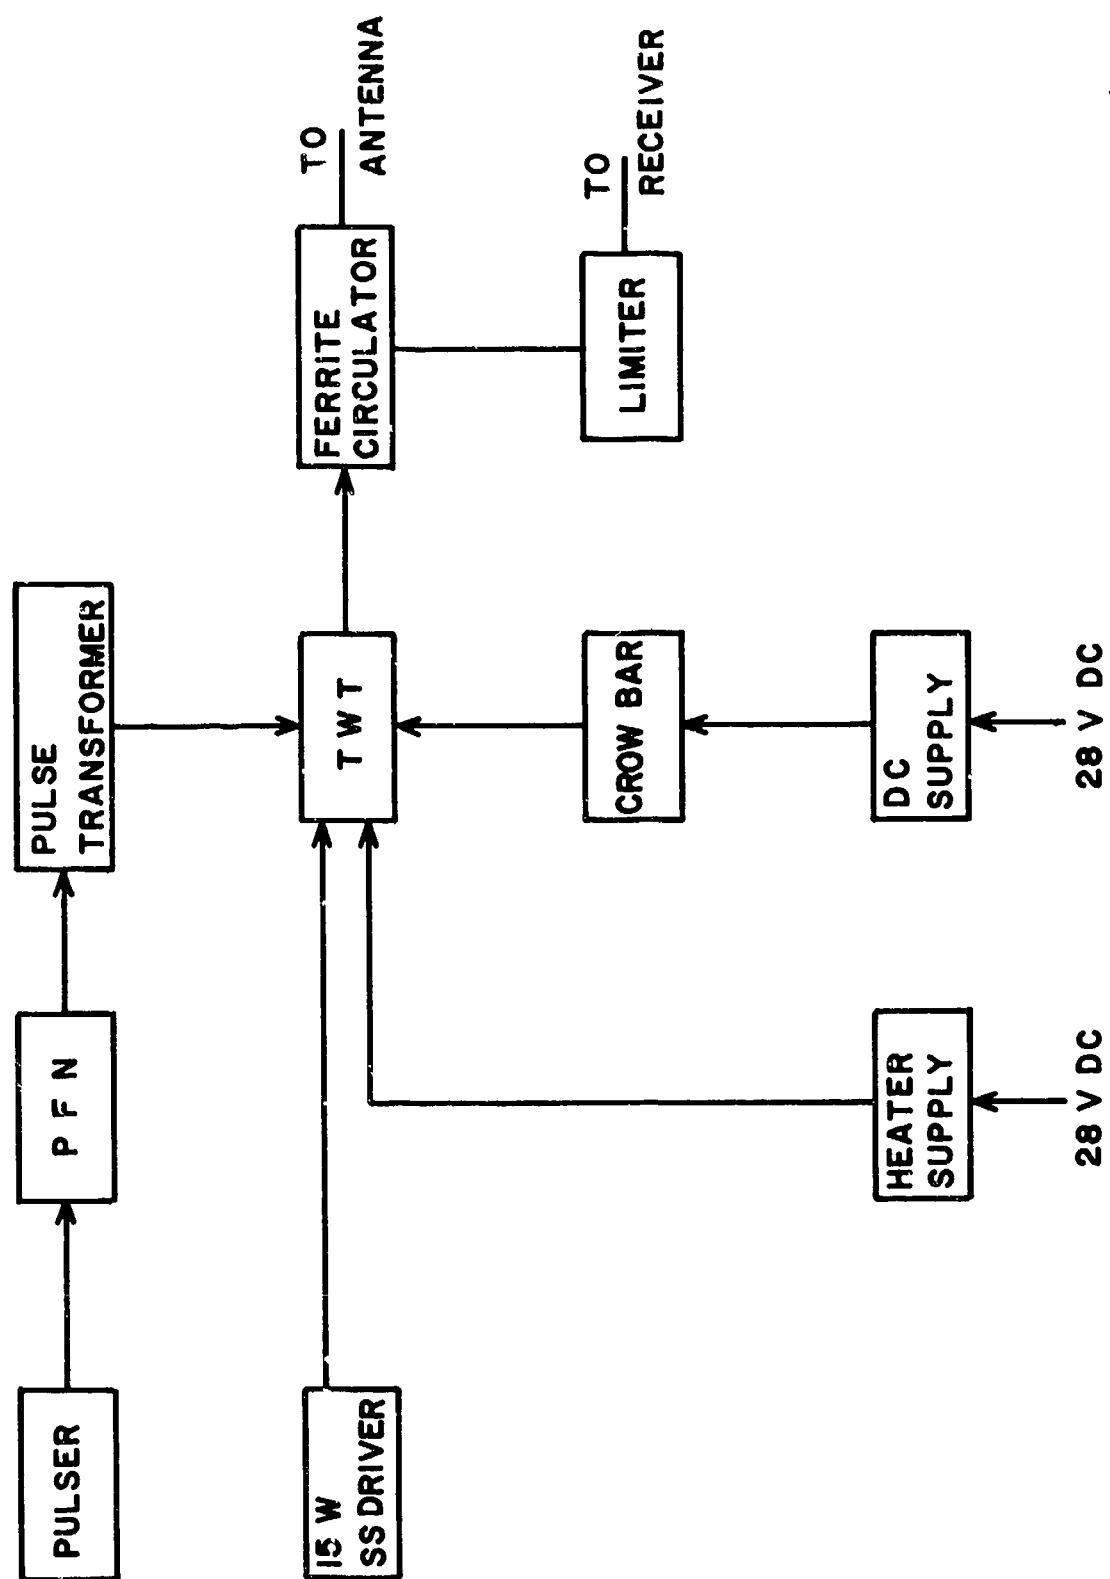 PULSER
P F N
PULSE
TRANSFORMER
15 W
SS DRIVER
T W T
FERRITE
CIRCULATOR
TO
ANTENNA
CROW BAR
LIMITER
TO
RECEIVER
HEATER
SUPPLY
DC
SUPPLY
28 V DC
28 V DC